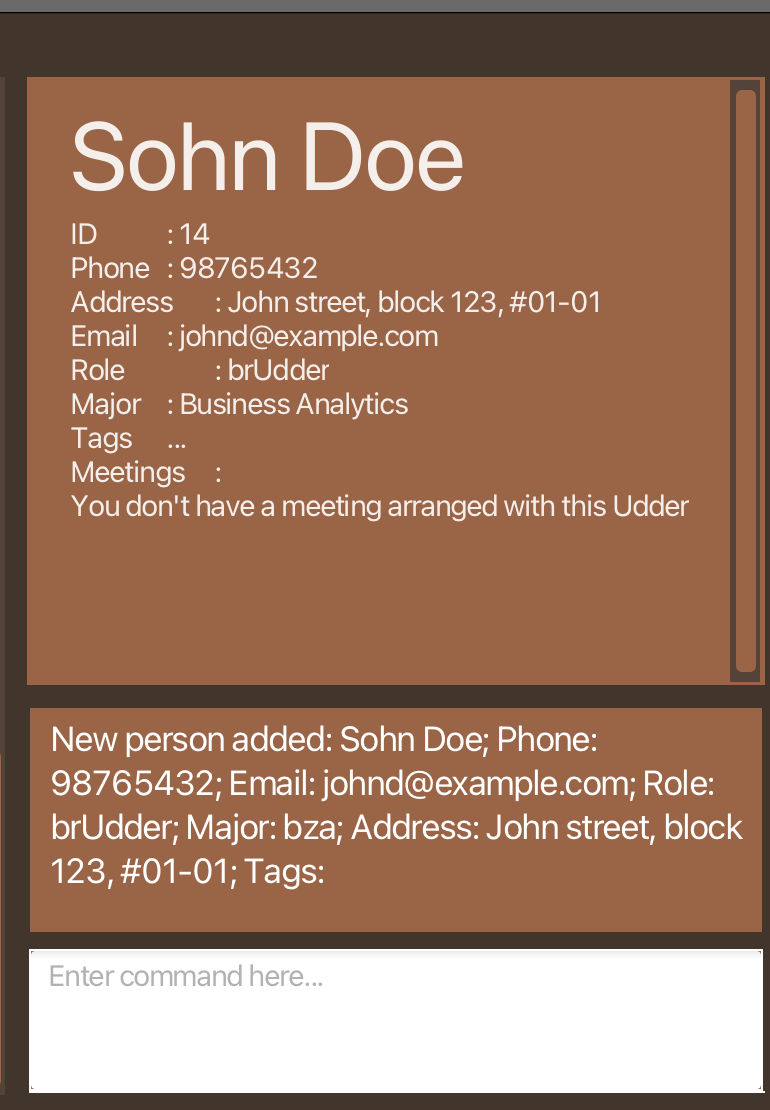 Sohn Doe
ID : 14
Phone : 98765432
Address : John street, block 123, #01-01
Email : johnd@example.com
Role : brUdder
Major : Business Analytics
Tags ...
Meetings :
You don't have a meeting arranged with this Udder
New person added: Sohn Doe; Phone:
98765432; Email: johnd@example.com; Role:
brUdder; Major: bza; Address: John street, block
123, #01-01; Tags:
Enter command here...